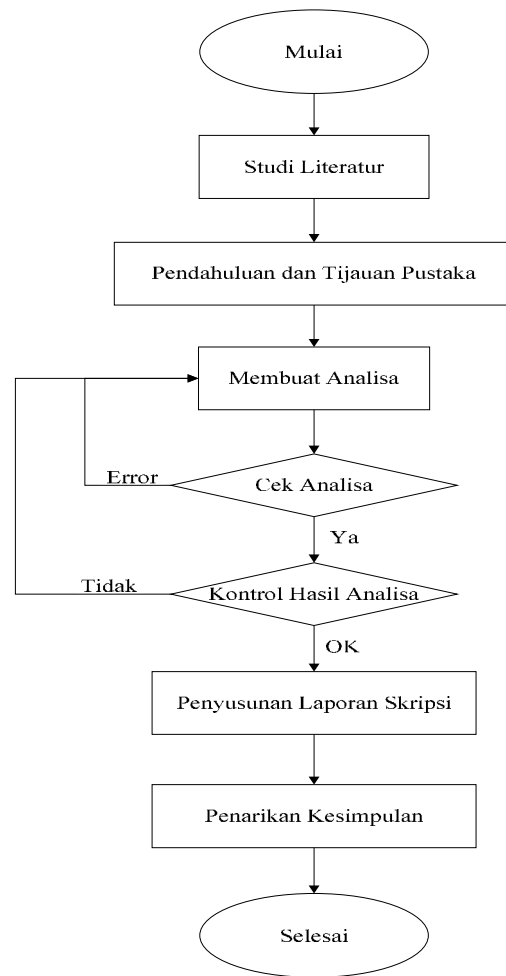 Mulai
Studi Literatur
Pendahuluan dan Tijauan Pustaka
Membuat Analisa
Error
Cek Analisa
Ya
Tidak
Kontrol Hasil Analisa
OK
Penyusunan Laporan Skripsi
Penarikan Kesimpulan
Selesai